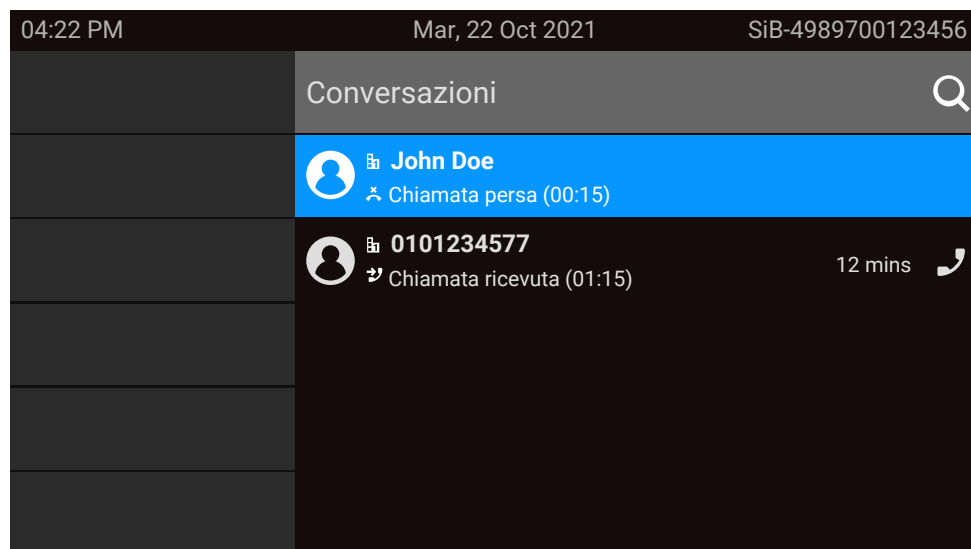 04:22 PM Mar, 22 Oct 2021 SiB-4989700123456
Conversazioni
John Doe
Chiamata persa (00:15)
0101234577
Chiamata ricevuta (01:15)
12 mins